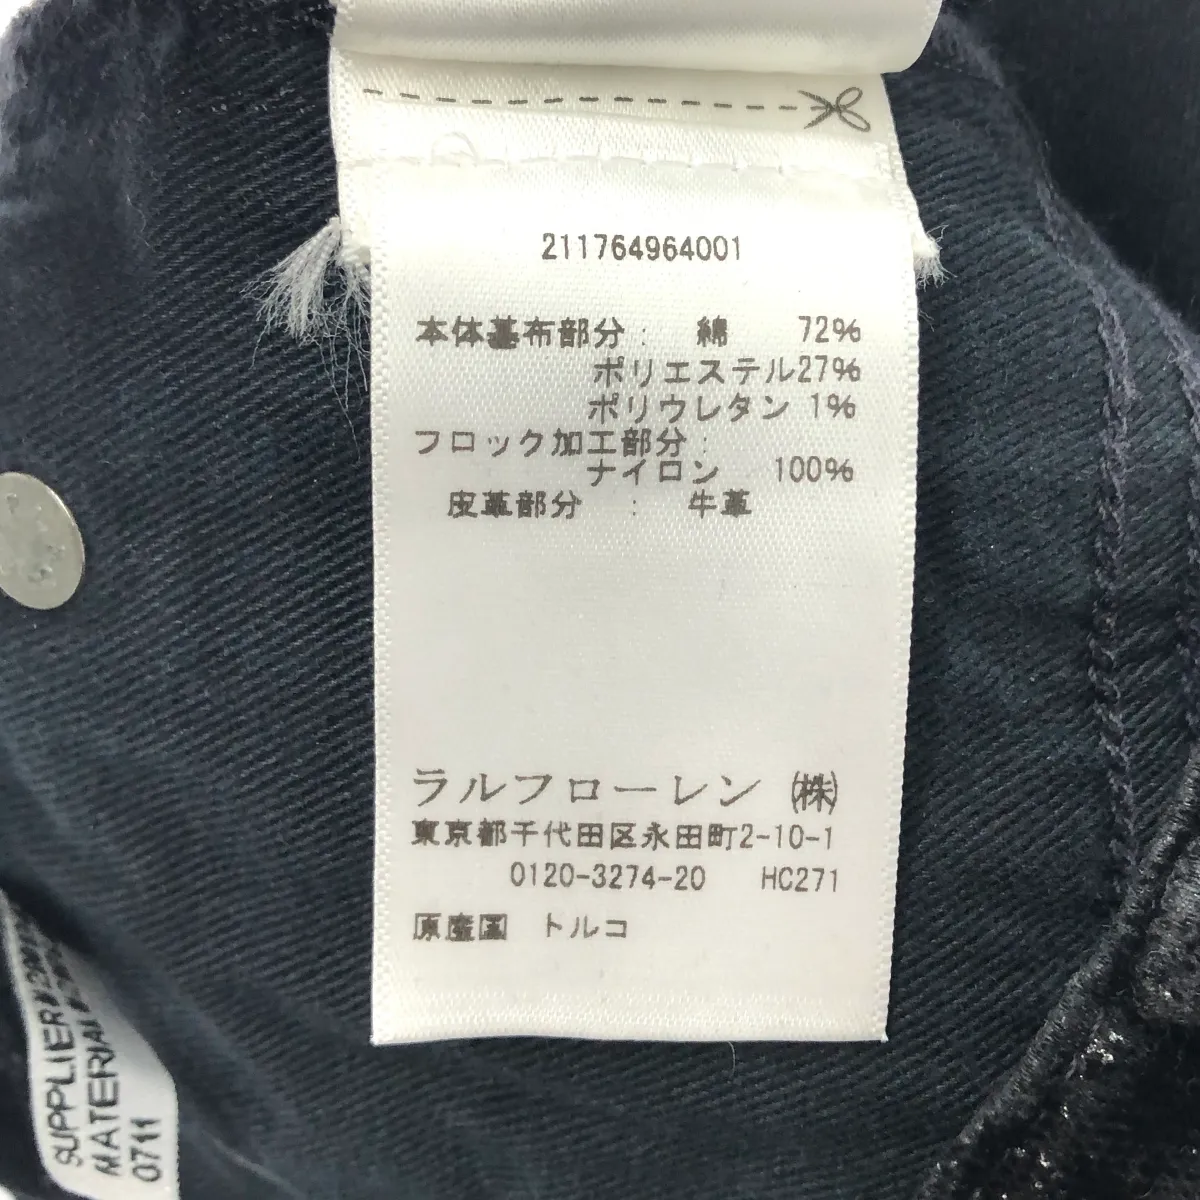 211764964001
本体基布部分: 綿 72%
ポリエステル27%
ポリウレタン 1%
フロック加工部分:
ナイロン 100%
皮革部分 : 牛革
ラルフローレン ㈱
東京都千代田区永田町2-10-1
0120-3274-20 HC271
原産国 トルコ
SUPPLIER#
MATERIAL#
0711